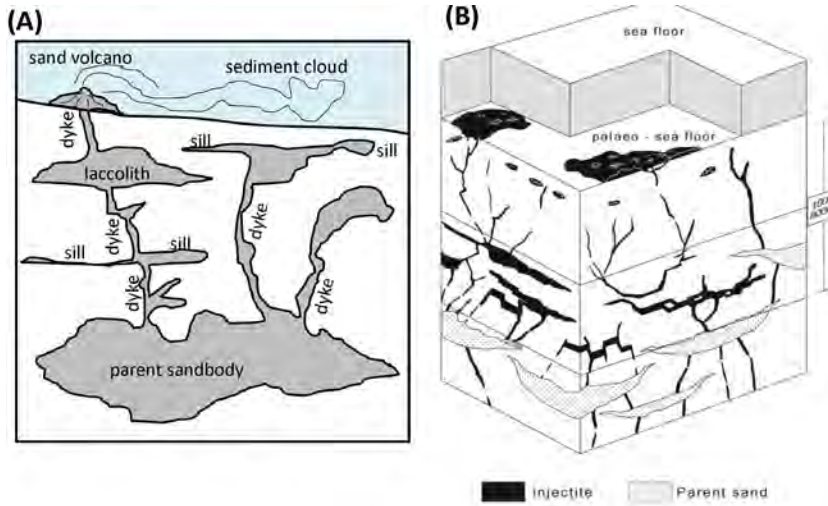 (A)
sand volcano
sediment cloud
dyke
sill
sill
laccolith
dyke
dyke
sill
sill
dyke
dyke
parent sandbody
(B)
sea floor
palaeo - sea floor
Injectite
Parent sand